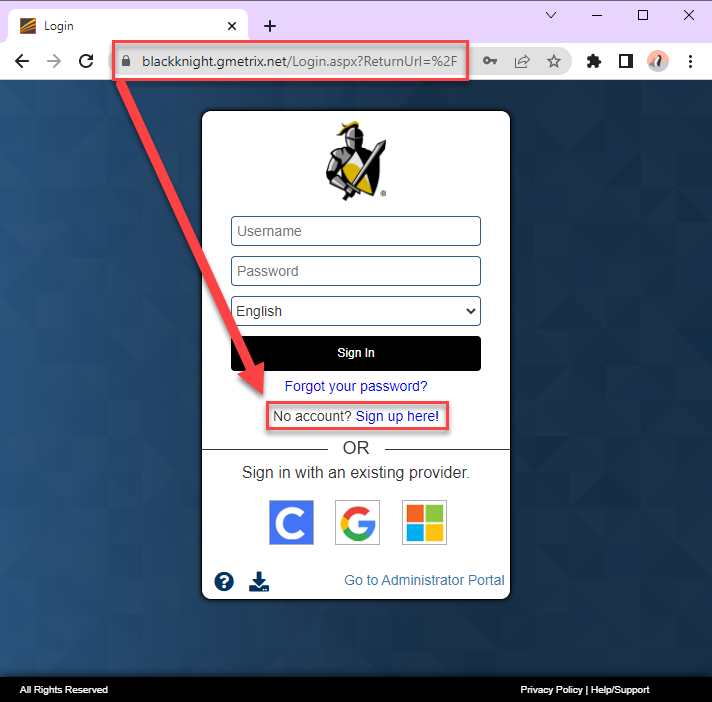 Login
blackknight.gmetrix.net/Login.aspx?ReturnUrl=%2F
®
Username
Password
English
Sign In
Forgot your password?
No account? Sign up here!
OR
Sign in with an existing provider.
Go to Administrator Portal
All Rights Reserved
Privacy Policy | Help/Support